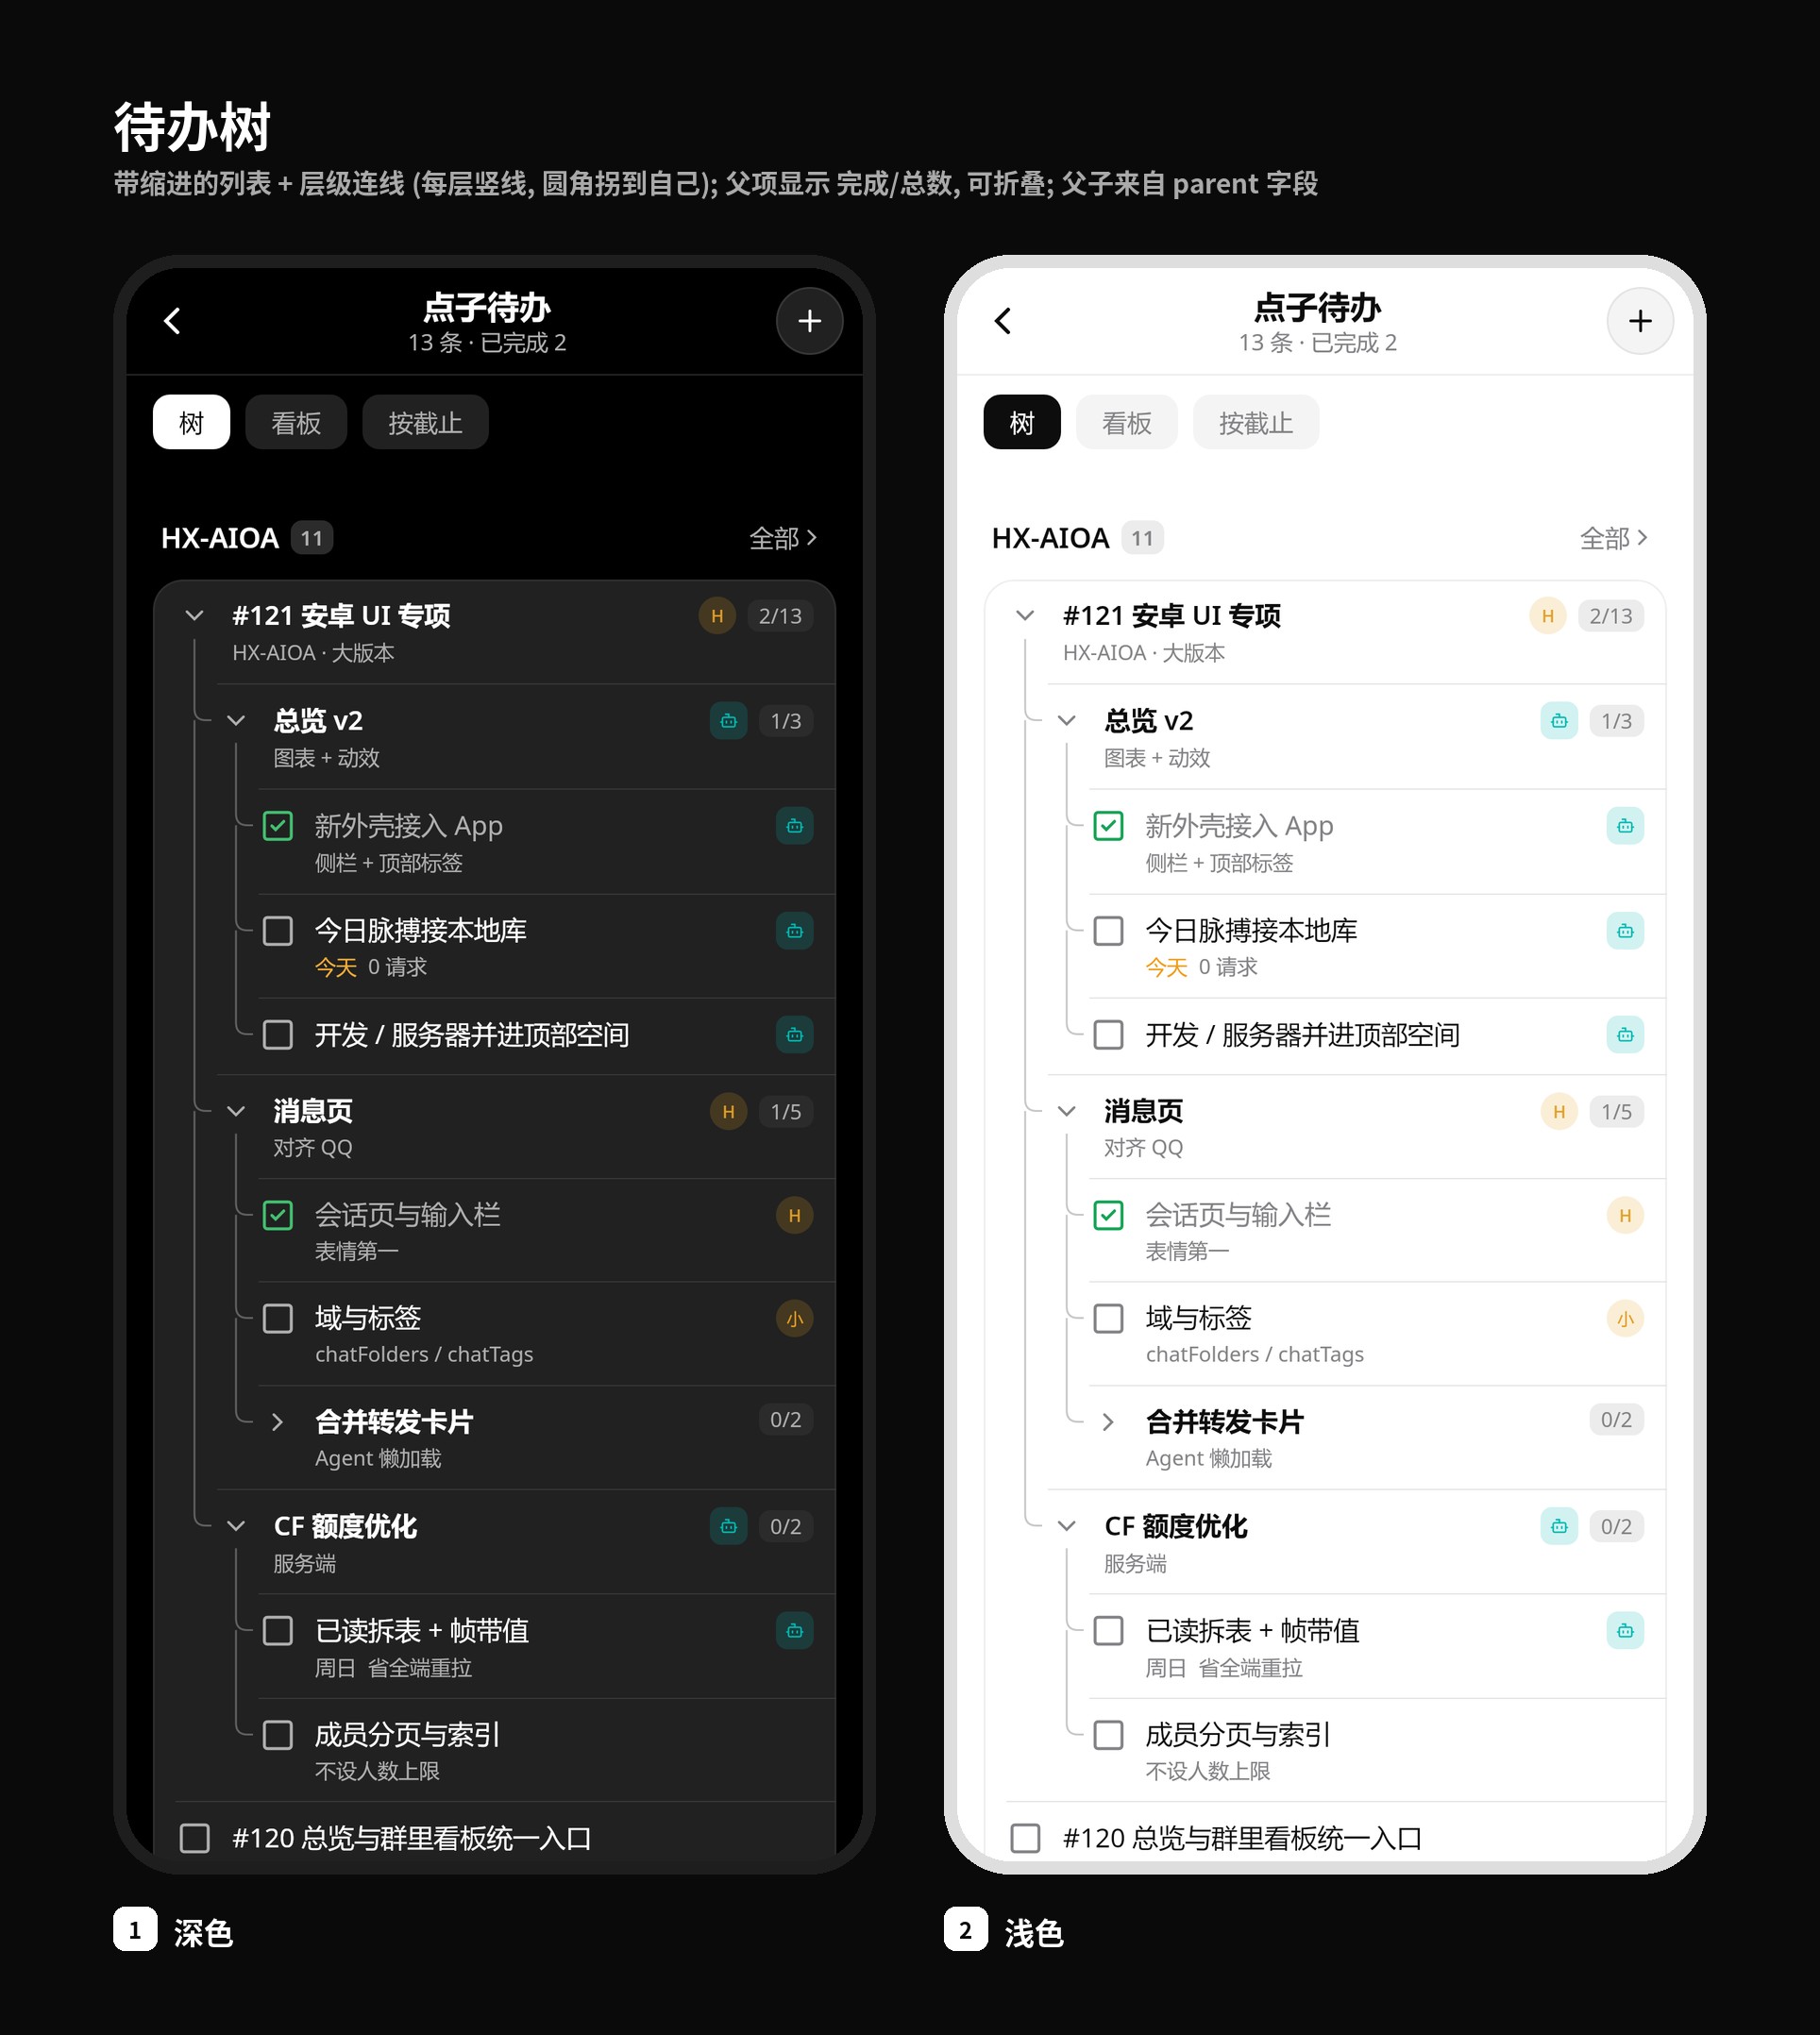 待办树
带缩进的列表 + 层级连线 (每层竖线, 圆角拐到自己); 父项显示 完成/总数, 可折叠; 父子来自 parent 字段
点子待办
13 条 · 已完成 2
树 看板 按截止
HX-AIOA 11 全部
#121 安卓 UI 专项 H 2/13
HX-AIOA · 大版本
总览 v2 1/3
图表 + 动效
新外壳接入 App
侧栏 + 顶部标签
今日脉搏接本地库
今天 0 请求
开发 / 服务器并进顶部空间
消息页 H 1/5
对齐 QQ
会话页与输入栏 H
表情第一
域与标签 小
chatFolders / chatTags
合并转发卡片 0/2
Agent 懒加载
CF 额度优化 0/2
服务端
已读拆表 + 帧带值
周日 省全端重拉
成员分页与索引
不设人数上限
#120 总览与群里看板统一入口
1 深色
点子待办
13 条 · 已完成 2
树 看板 按截止
HX-AIOA 11 全部
#121 安卓 UI 专项 H 2/13
HX-AIOA · 大版本
总览 v2 1/3
图表 + 动效
新外壳接入 App
侧栏 + 顶部标签
今日脉搏接本地库
今天 0 请求
开发 / 服务器并进顶部空间
消息页 H 1/5
对齐 QQ
会话页与输入栏 H
表情第一
域与标签 小
chatFolders / chatTags
合并转发卡片 0/2
Agent 懒加载
CF 额度优化 0/2
服务端
已读拆表 + 帧带值
周日 省全端重拉
成员分页与索引
不设人数上限
#120 总览与群里看板统一入口
2 浅色